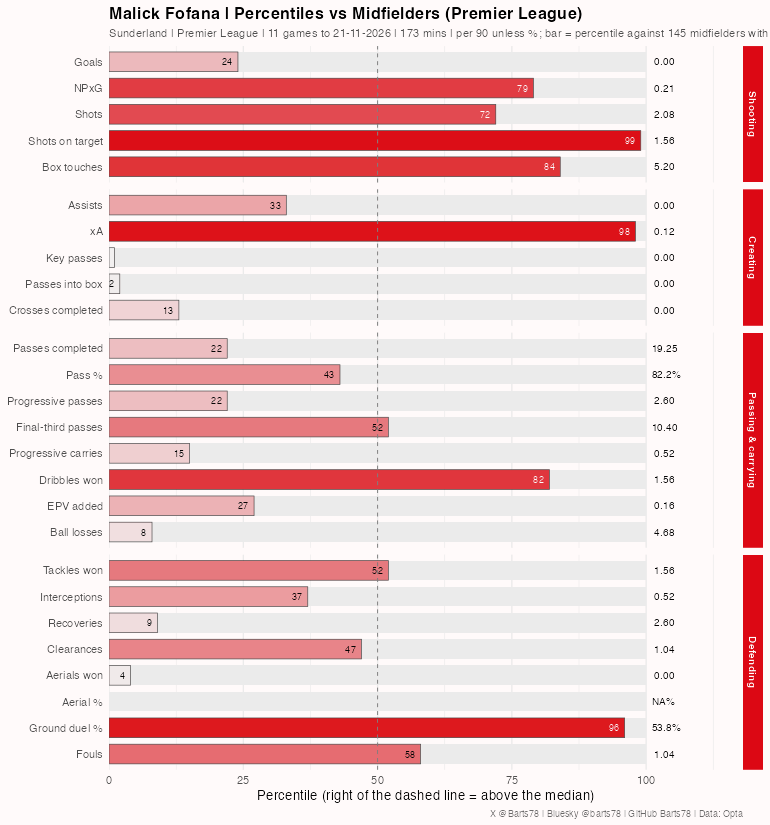 Malick Fofana | Percentiles vs Midfielders (Premier League)
Sunderland | Premier League | 11 games to 21-11-2026 | 173 mins | per 90 unless %; bar = percentile against 145 midfielders with
Goals 24 0.00
NPxG 79 0.21
Shots 72 2.08
Shots on target 99 1.56
Box touches 84 5.20
Shooting
Assists 33 0.00
xA 98 0.12
Key passes 0.00
Passes into box 2 0.00
Crosses completed 13 0.00
Creating
Passes completed 22 19.25
Pass % 43 82.2%
Progressive passes 22 2.60
Final-third passes 52 10.40
Progressive carries 15 0.52
Dribbles won 82 1.56
EPV added 27 0.16
Ball losses 8 4.68
Passing & carrying
Tackles won 52 1.56
Interceptions 37 0.52
Recoveries 9 2.60
Clearances 47 1.04
Aerials won 4 0.00
Aerial % NA%
Ground duel % 96 53.8%
Fouls 58 1.04
Defending
0 25 50 75 100
Percentile (right of the dashed line = above the median)
X @Barts78 | Bluesky @barts78 | GitHub Barts78 | Data: Opta